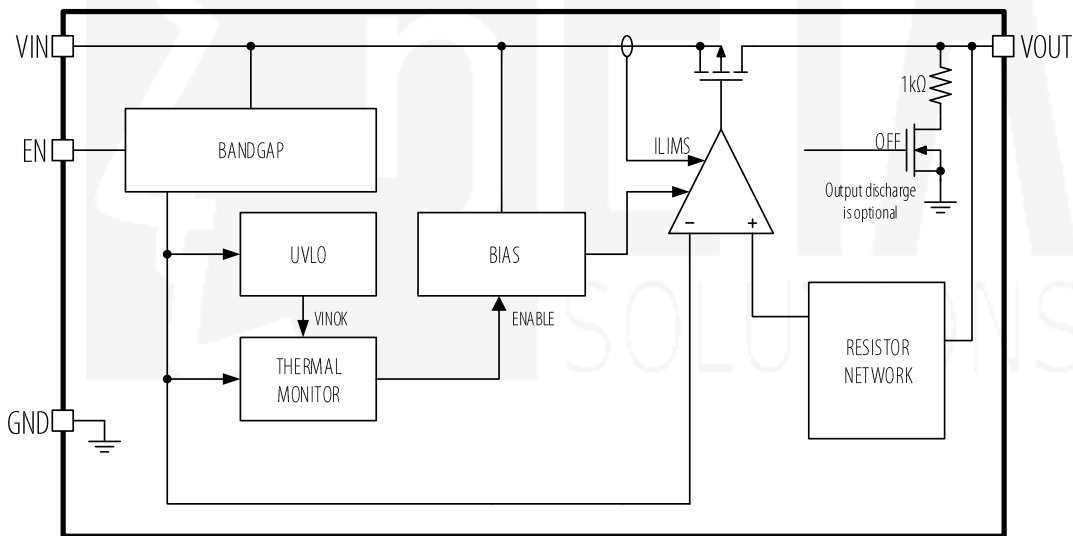 VIN
VOUT
1kΩ
EN
BANDGAP
ILIMS
OFF
Output discharge
is optional
− +
UVLO
BIAS
VINOK
ENABLE
THERMAL
MONITOR
RESISTOR
NETWORK
GND
SOLUTIONS